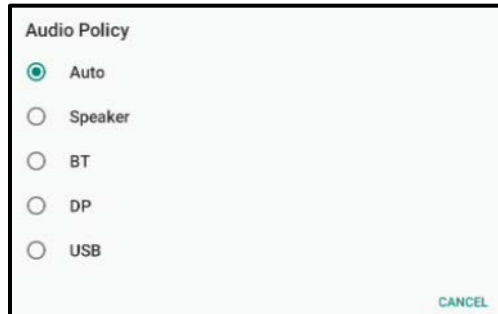 Audio Policy
Auto
Speaker
BT
DP
USB
CANCEL